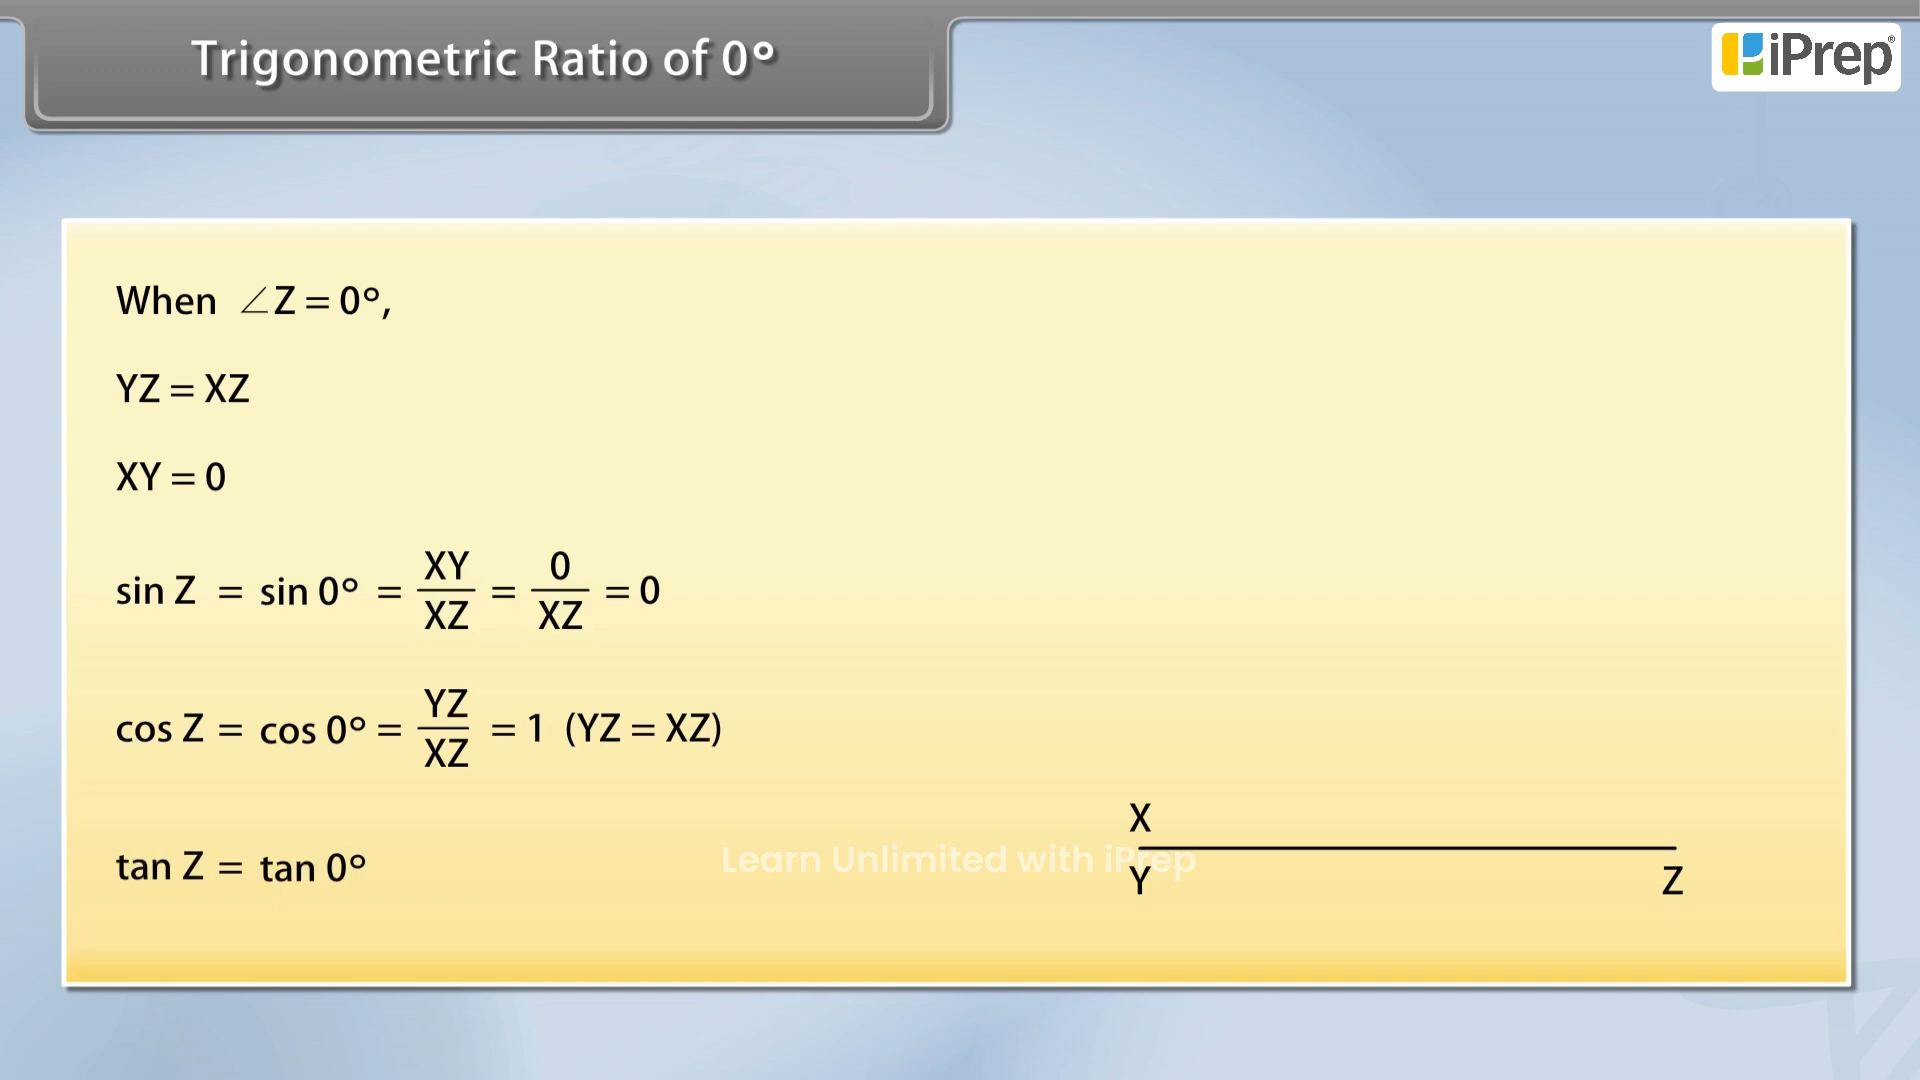 Trigonometric Ratio of 0°
iPrep®
When ∠Z = 0°,
YZ = XZ
XY = 0
sin Z = sin 0° = XY/XZ = 0/XZ = 0
cos Z = cos 0° = YZ/XZ = 1 (YZ = XZ)
tan Z = tan 0°
Learn Unlimited with iPrep
X
Y
Z